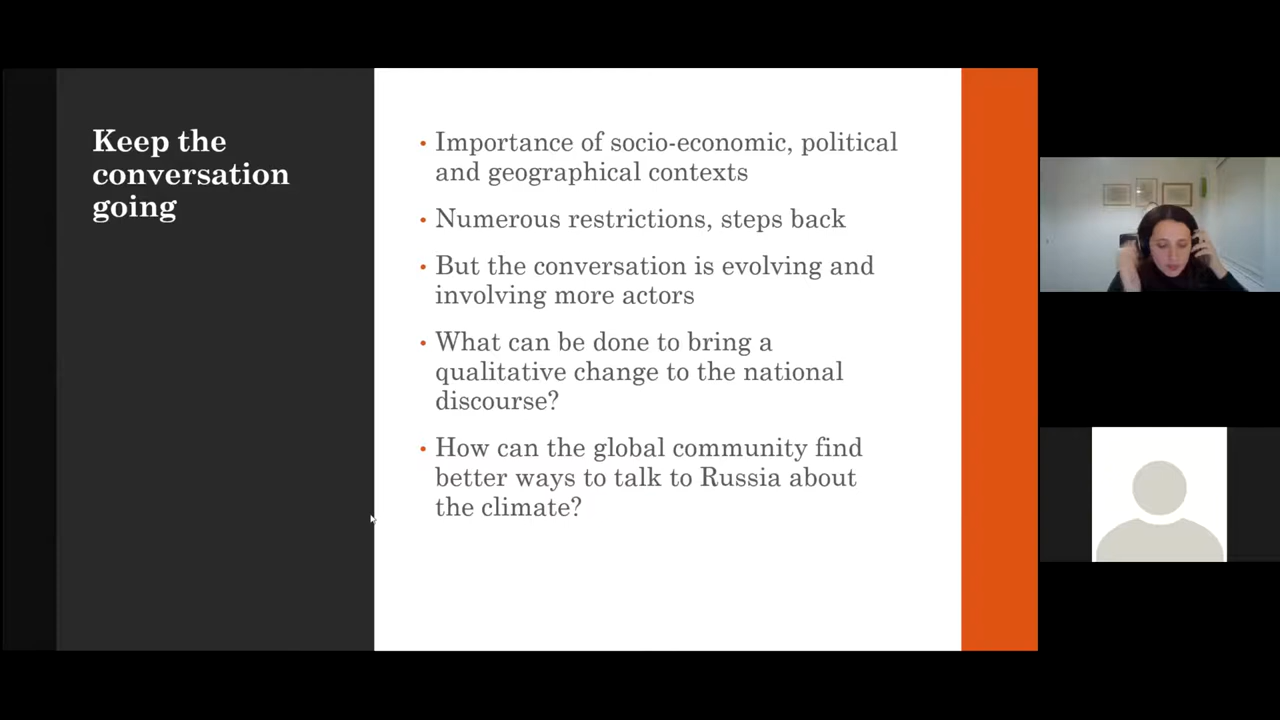 Keep the
conversation
going
• Importance of socio-economic, political
and geographical contexts
• Numerous restrictions, steps back
• But the conversation is evolving and
involving more actors
• What can be done to bring a
qualitative change to the national
discourse?
• How can the global community find
better ways to talk to Russia about
the climate?